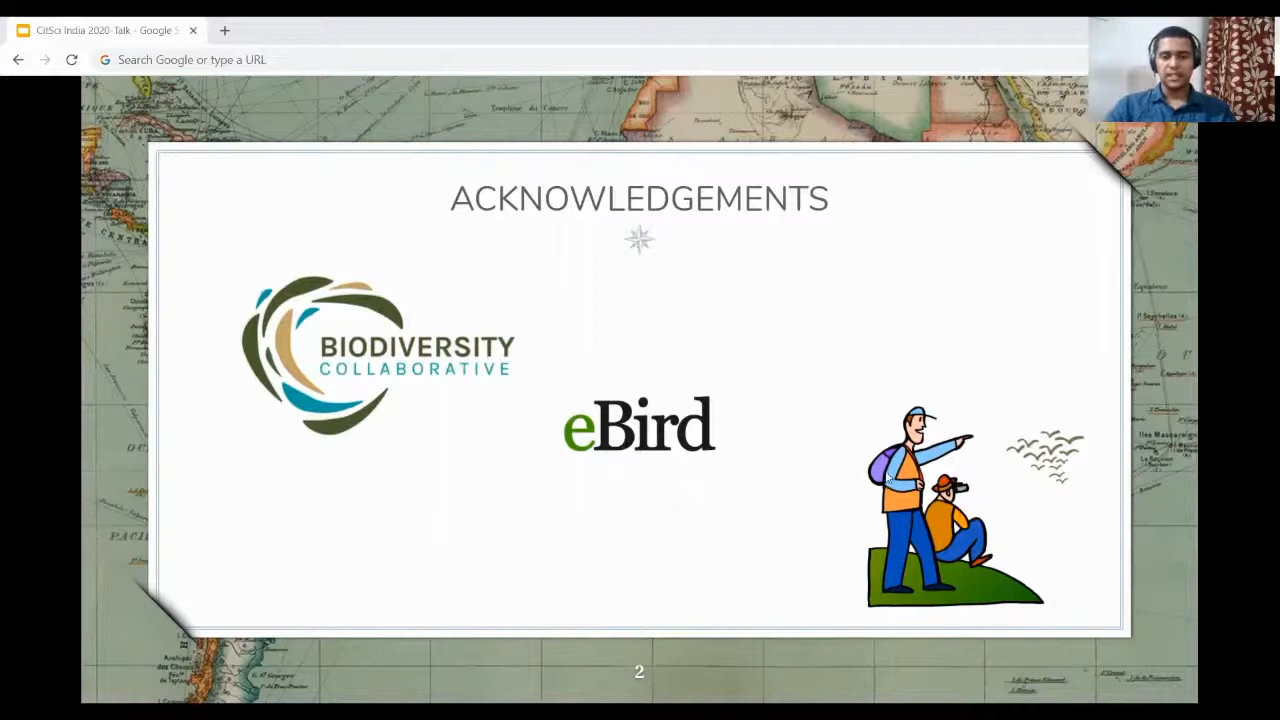 CitSci India 2020-Talk - Google S
Search Google or type a URL
ACKNOWLEDGEMENTS
BIODIVERSITY
COLLABORATIVE
eBird
2